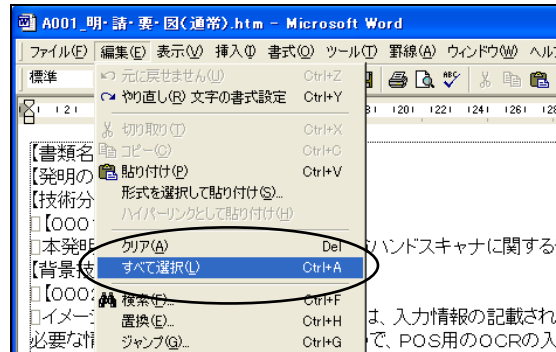 A001_明・請・要・図(通常).htm - Microsoft Word
ファイル(F) 編集(E) 表示(V) 挿入(I) 書式(O) ツール(T) 罫線(A) ウィンドウ(W) ヘル
標準
元に戻せません(U) Ctrl+Z
やり直し(R) 文字の書式設定 Ctrl+Y
切り取り(T) Ctrl+X
コピー(C) Ctrl+C
貼り付け(P) Ctrl+V
形式を選択して貼り付け(S)...
ハイパーリンクとして貼り付け(H)
クリア(A) Del
すべて選択(L) Ctrl+A
検索(F)... Ctrl+F
置換(E)... Ctrl+H
ジャンプ(G)... Ctrl+G
|2| |20| |22| |24| |26|
【書類名
【発明の
【技術分
【000
本発明 ハンドスキャナに関する
【背景技
【000
イメー は、入力情報の記載され
必要な情 で、POS用のOCRの入